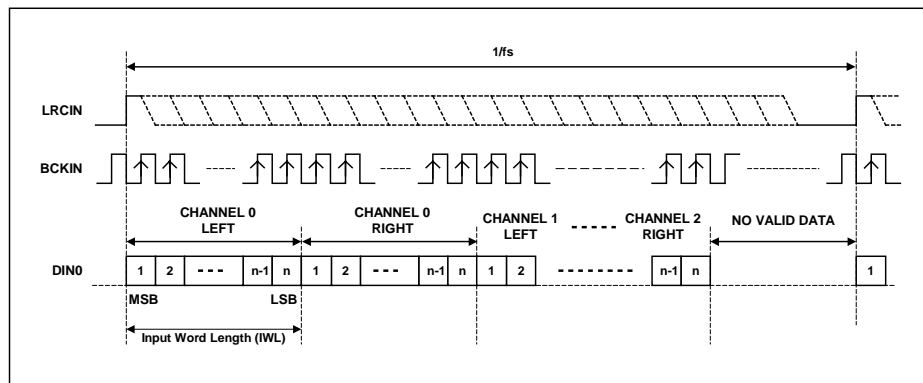 1/fs
LRCIN
BCKIN
CHANNEL 0
LEFT
CHANNEL 0
RIGHT
CHANNEL 1
LEFT
CHANNEL 2
RIGHT
NO VALID DATA
DIN0
1 2 n-1 n 1 2 n-1 n 1 2 n-1 n 1
MSB LSB
Input Word Length (IWL)